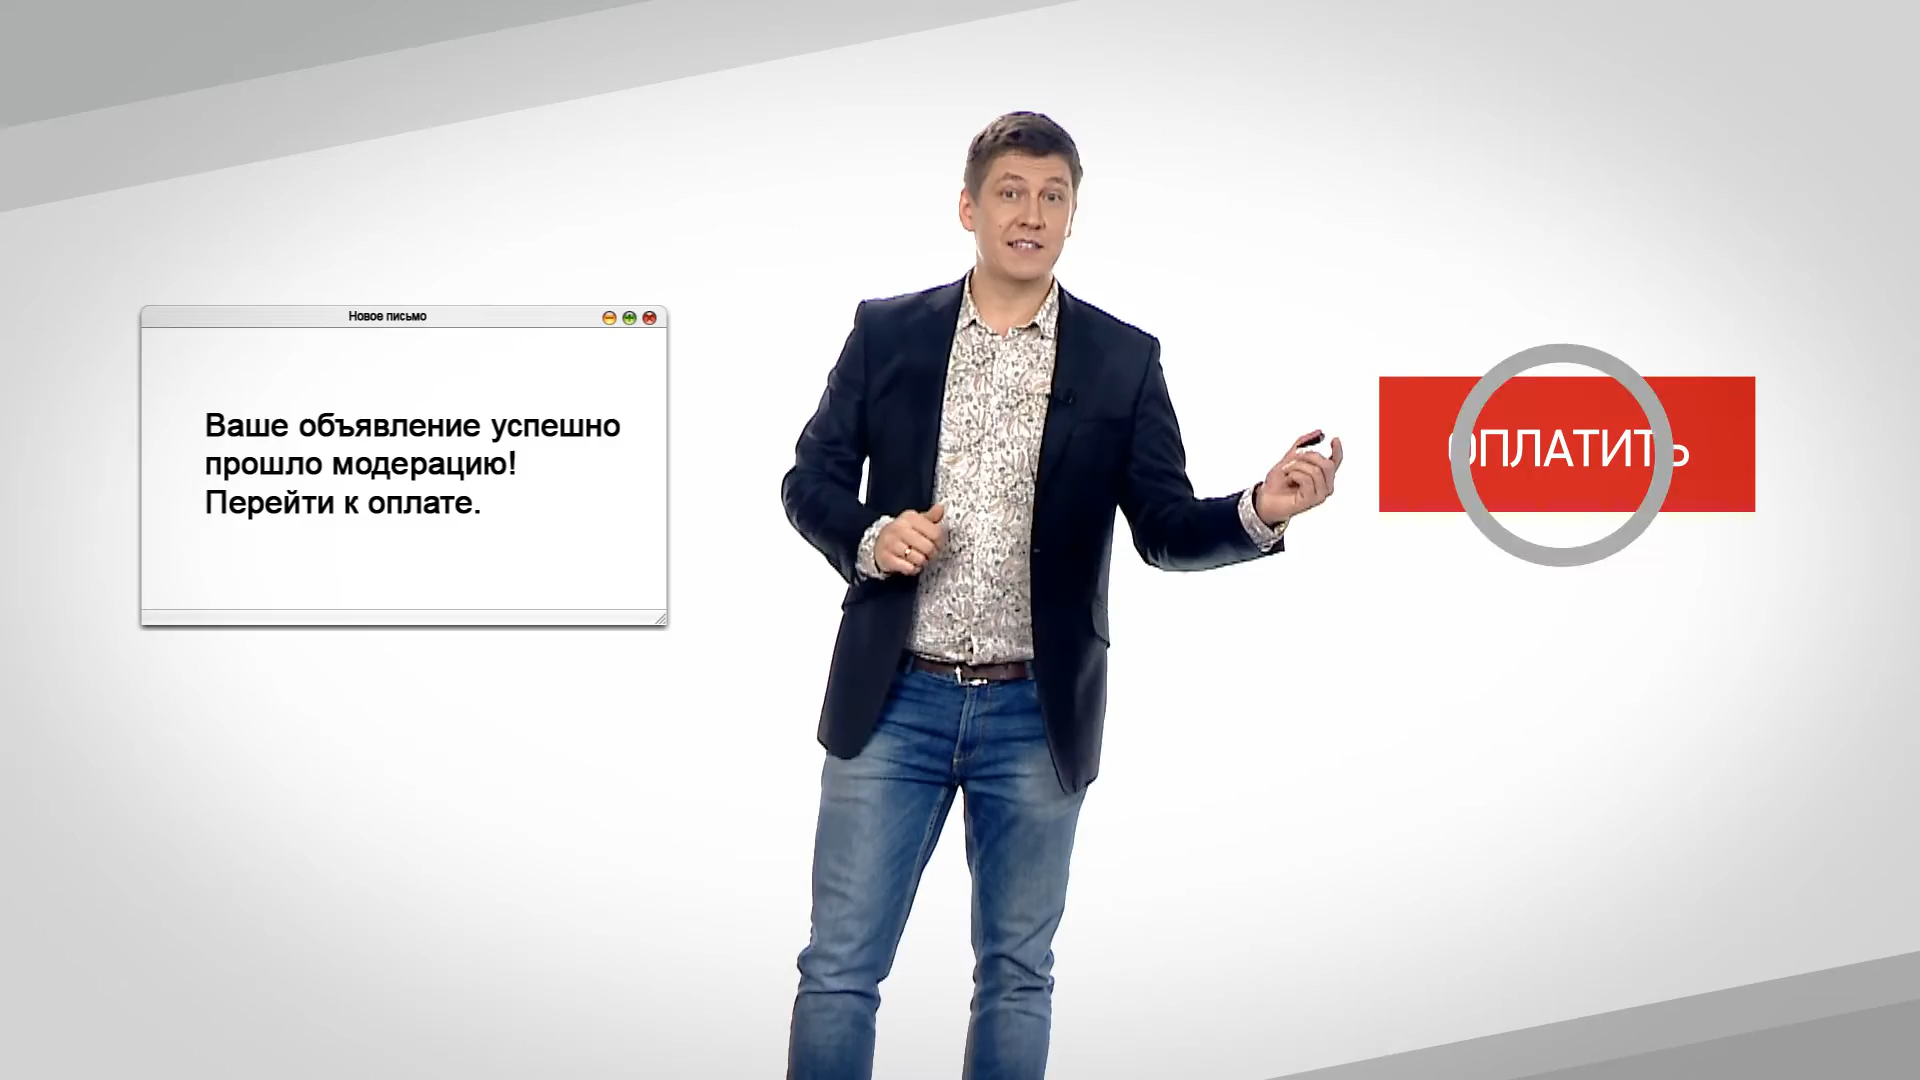 Новое письмо
Ваше объявление успешно
прошло модерацию!
Перейти к оплате.
ОПЛАТИТЬ